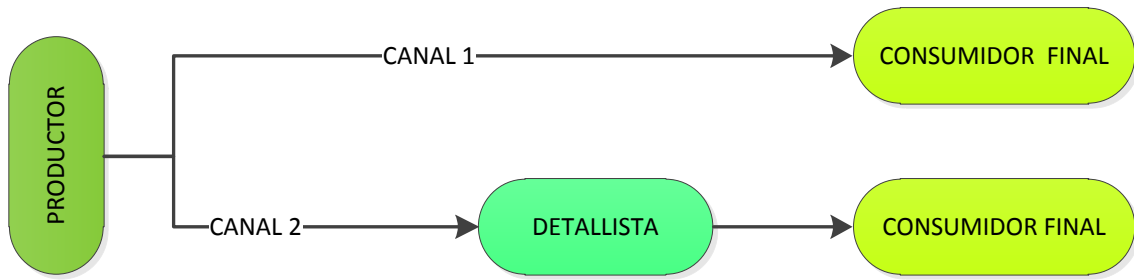 PRODUCTOR
CANAL 1
CONSUMIDOR FINAL
CANAL 2
DETALLISTA
CONSUMIDOR FINAL